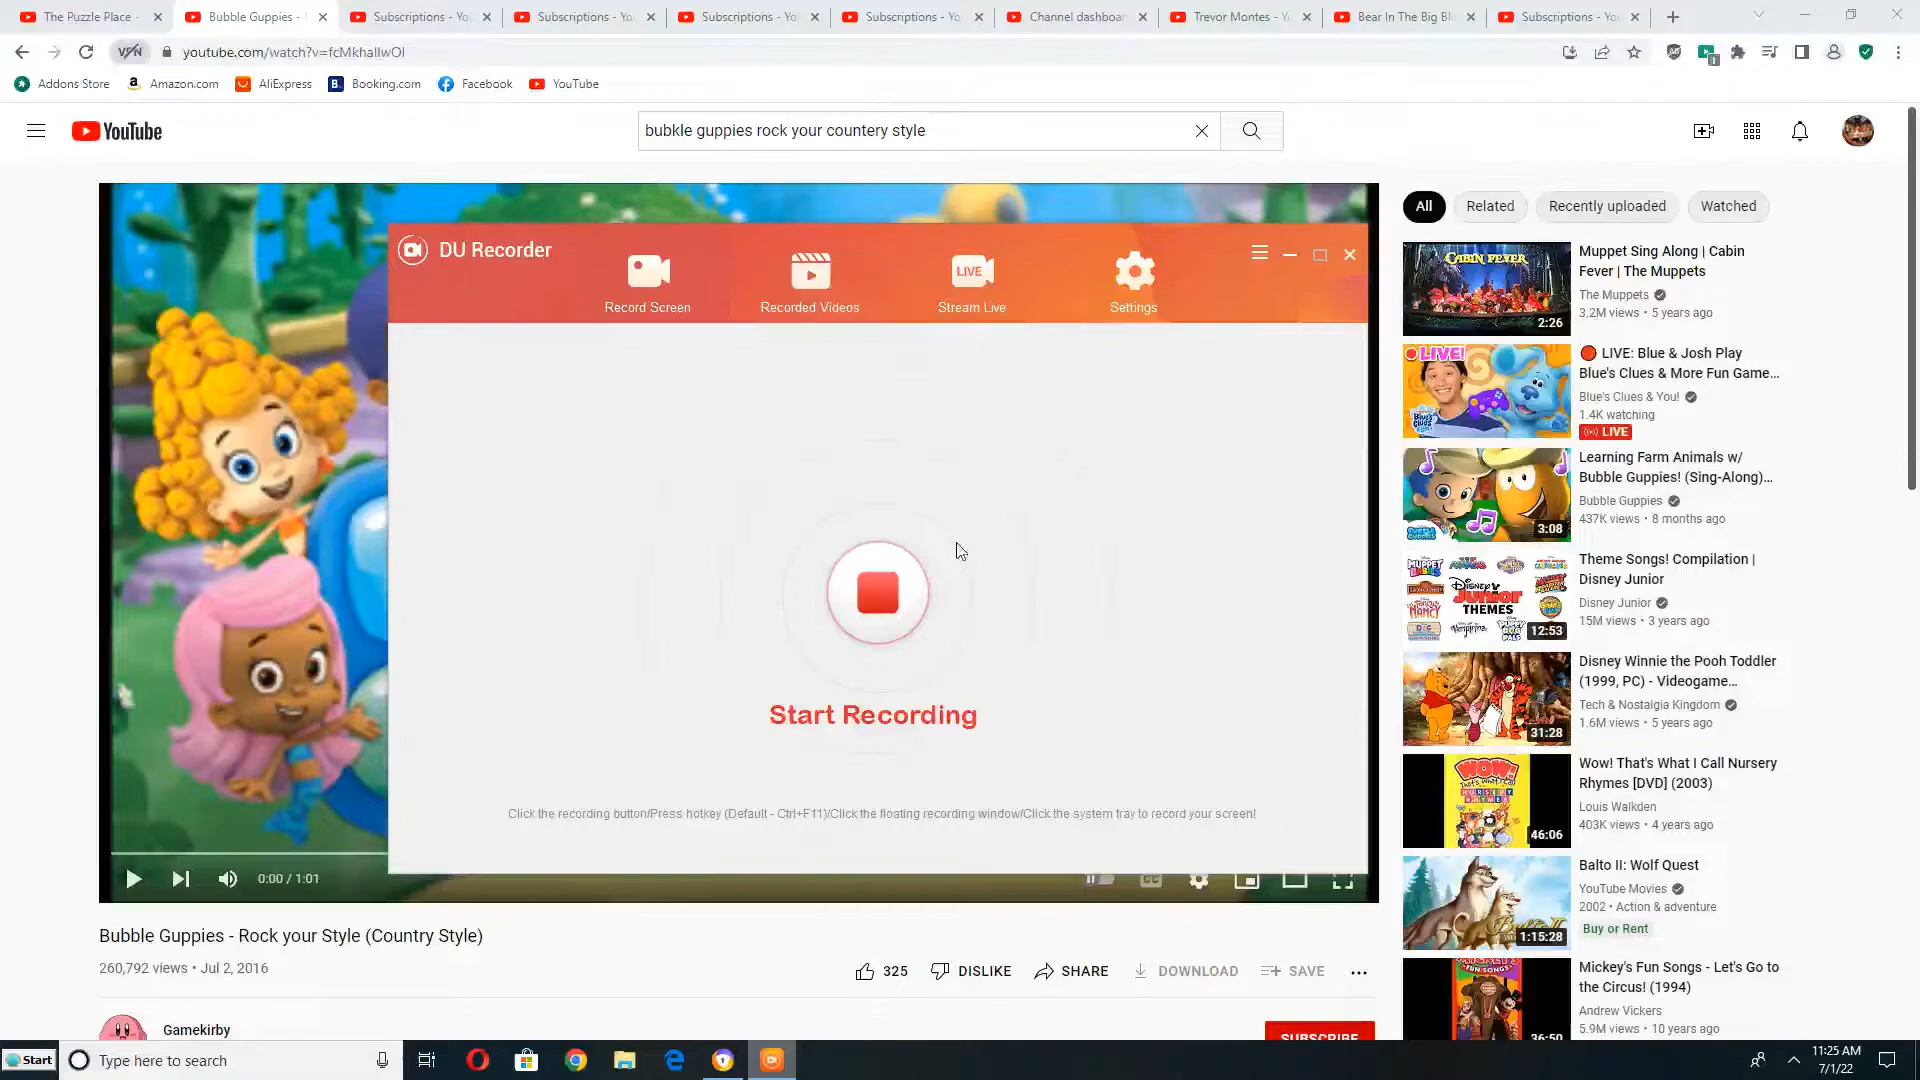 The Puzzle Place -
Bubble Guppies -
Subscriptions - Yo
Subscriptions - Yo
Subscriptions - Yo
Subscriptions - Yo
Channel dashboar
Trevor Montes - Y
Bear In The Big Bl
Subscriptions - Yo
VPN
youtube.com/watch?v=fcMkhallwOI
1
Addons Store
Amazon.com
AliExpress
B. Booking.com
Facebook
YouTube
YouTube
bubkle guppies rock your countery style
All
Related
Recently uploaded
Watched
DU Recorder
LIVE
Record Screen
Recorded Videos
Stream Live
Settings
Start Recording
Click the recording button/Press hotkey (Default - Ctrl+F11)/Click the floating recording window/Click the system tray to record your screen!
0:00 / 1:01
CC
Bubble Guppies - Rock your Style (Country Style)
260,792 views • Jul 2, 2016
325
DISLIKE
SHARE
DOWNLOAD
SAVE
Gamekirby
SUBSCRIBE
CABIN FEVER
2:26
Muppet Sing Along | Cabin
Fever | The Muppets
The Muppets
3.2M views • 5 years ago
LIVE!
LIVE: Blue & Josh Play
Blue's Clues & More Fun Game...
Blue's Clues & You!
1.4K watching
LIVE
3:08
Learning Farm Animals w/
Bubble Guppies! (Sing-Along)...
Bubble Guppies
437K views • 8 months ago
Disney
Junior
THEMES
12:53
Theme Songs! Compilation |
Disney Junior
Disney Junior
15M views • 3 years ago
31:28
Disney Winnie the Pooh Toddler
(1999, PC) - Videogame...
Tech & Nostalgia Kingdom
1.6M views • 5 years ago
WOW!
46:06
Wow! That's What I Call Nursery
Rhymes [DVD] (2003)
Louis Walkden
403K views • 4 years ago
1:15:28
Balto II: Wolf Quest
YouTube Movies
2002 • Action & adventure
Buy or Rent
FUN SONGS
36:50
Mickey's Fun Songs - Let's Go to
the Circus! (1994)
Andrew Vickers
5.9M views • 10 years ago
Start
Type here to search
11:25 AM
7/1/22